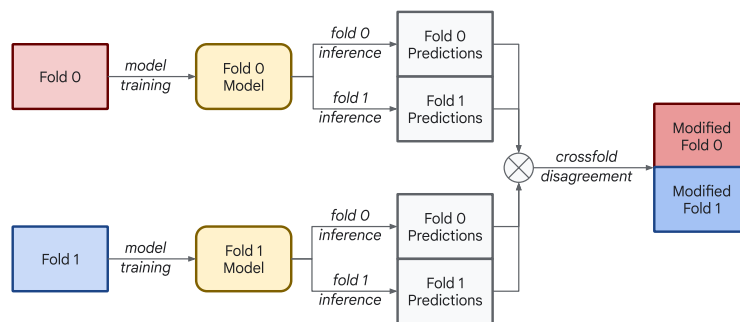 Fold 0
model
training
Fold 0
Model
fold 0
inference
fold 1
inference
Fold 0
Predictions
Fold 1
Predictions
crossfold
disagreement
Modified
Fold 0
Modified
Fold 1
Fold 1
model
training
Fold 1
Model
fold 0
inference
fold 1
inference
Fold 0
Predictions
Fold 1
Predictions